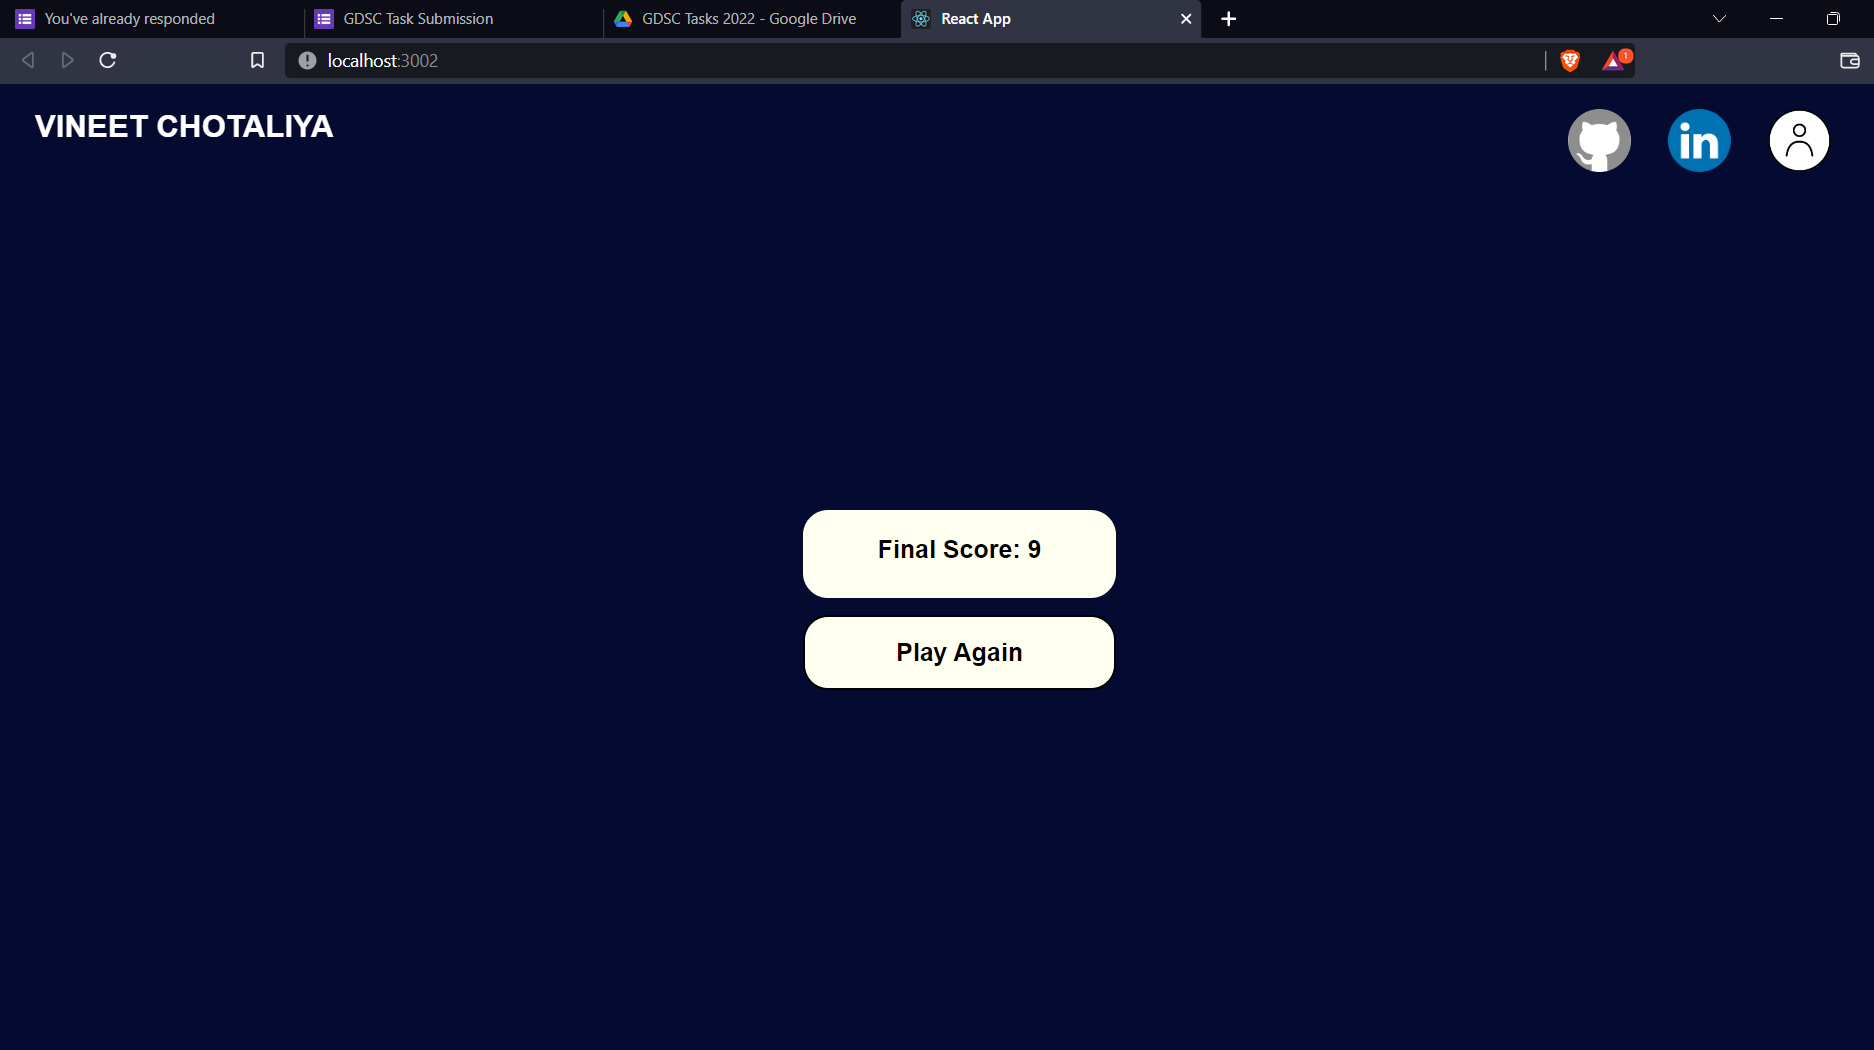 You've already responded
GDSC Task Submission
GDSC Tasks 2022 - Google Drive
React App
localhost:3002
1
VINEET CHOTALIYA
in
Final Score: 9
Play Again